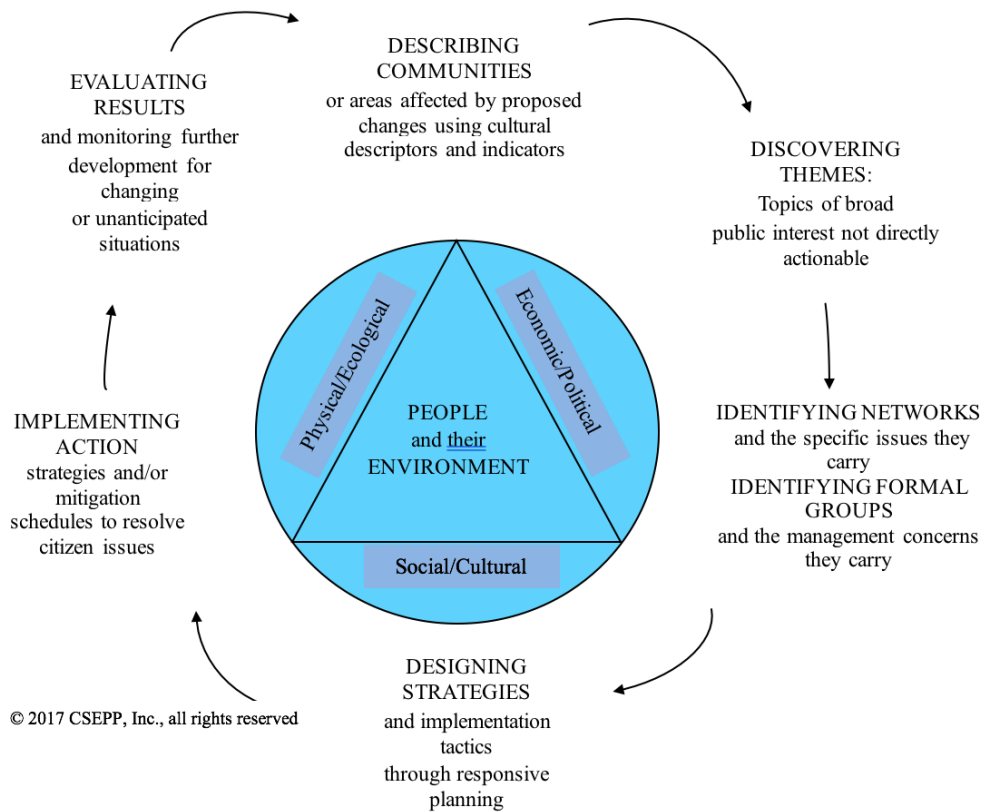 DESCRIBING
COMMUNITIES
or areas affected by proposed
changes using cultural
descriptors and indicators
DISCOVERING
THEMES:
Topics of broad
public interest not directly
actionable
IDENTIFYING NETWORKS
and the specific issues they
carry
IDENTIFYING FORMAL
GROUPS
and the management concerns
they carry
DESIGNING
STRATEGIES
and implementation
tactics
through responsive
planning
IMPLEMENTING
ACTION
strategies and/or
mitigation
schedules to resolve
citizen issues
EVALUATING
RESULTS
and monitoring further
development for
changing
or unanticipated
situations
Physical/Ecological
Economic/Political
PEOPLE
and their
ENVIRONMENT
Social/Cultural
© 2017 CSEPP, Inc., all rights reserved